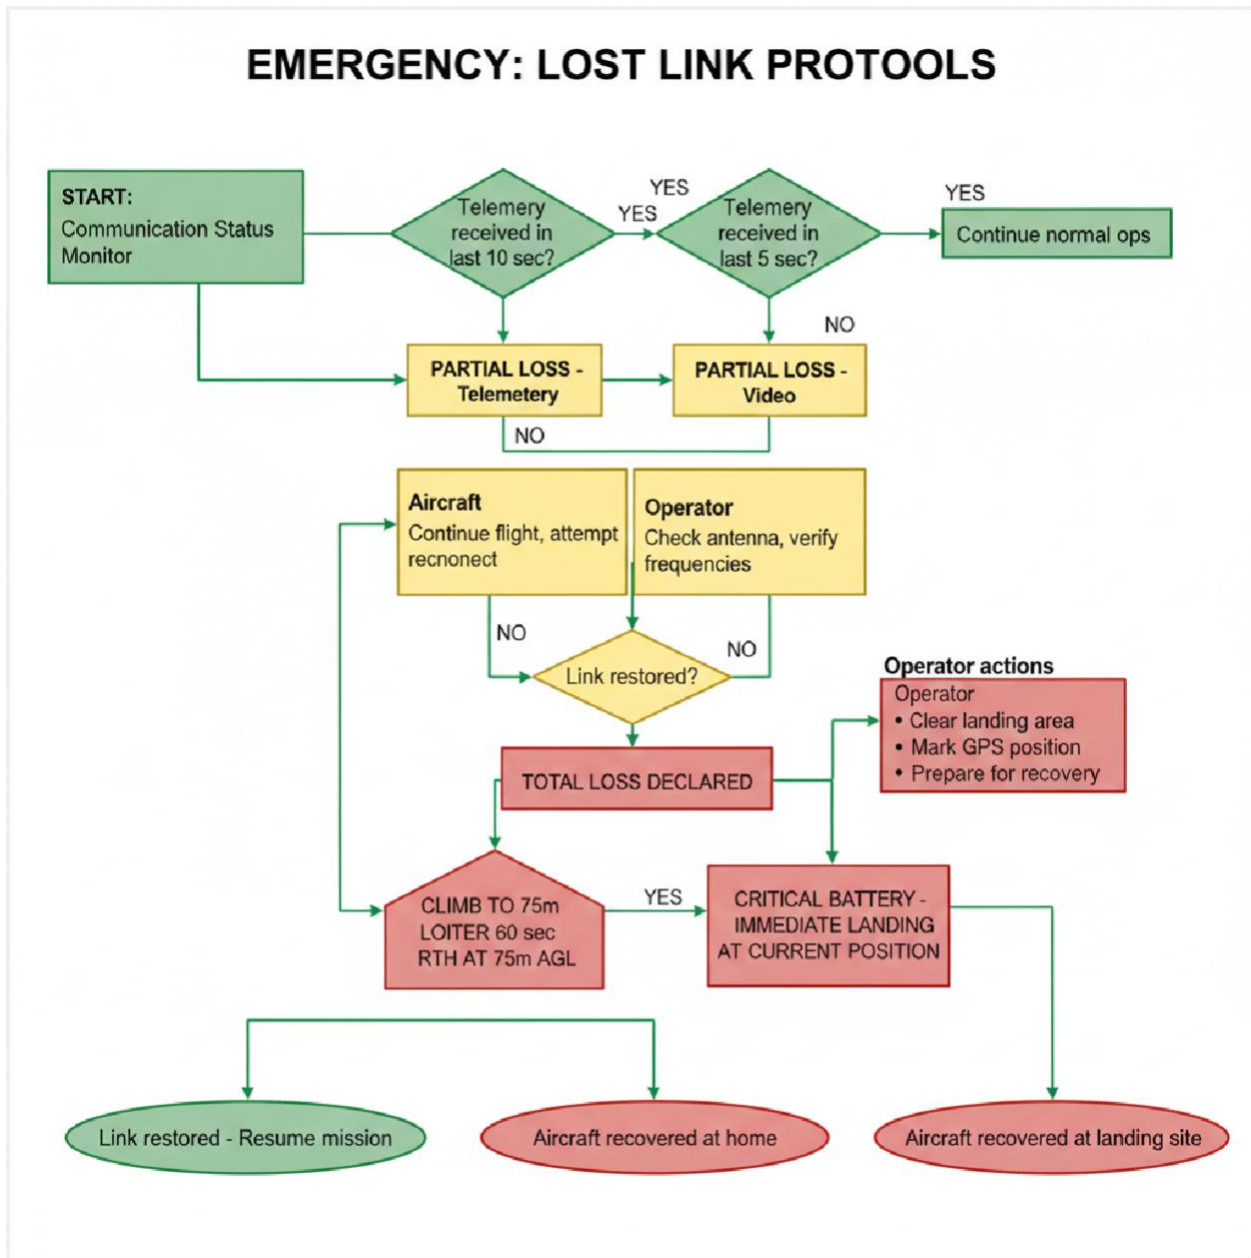 EMERGENCY: LOST LINK PROTOOLS
START:
Communication Status
Monitor
Telemery
received in
last 10 sec?
YES
YES
Telemery
received in
last 5 sec?
YES
Continue normal ops
NO
PARTIAL LOSS -
Telemetery
PARTIAL LOSS -
Video
NO
Aircraft
Continue flight, attempt
recnonect
Operator
Check antenna, verify
frequencies
NO
NO
Link restored?
Operator actions
Operator
• Clear landing area
• Mark GPS position
• Prepare for recovery
TOTAL LOSS DECLARED
CLIMB TO 75m
LOITER 60 sec
RTH AT 75m AGL
YES
CRITICAL BATTERY -
IMMEDIATE LANDING
AT CURRENT POSITION
Link restored - Resume mission
Aircraft recovered at home
Aircraft recovered at landing site